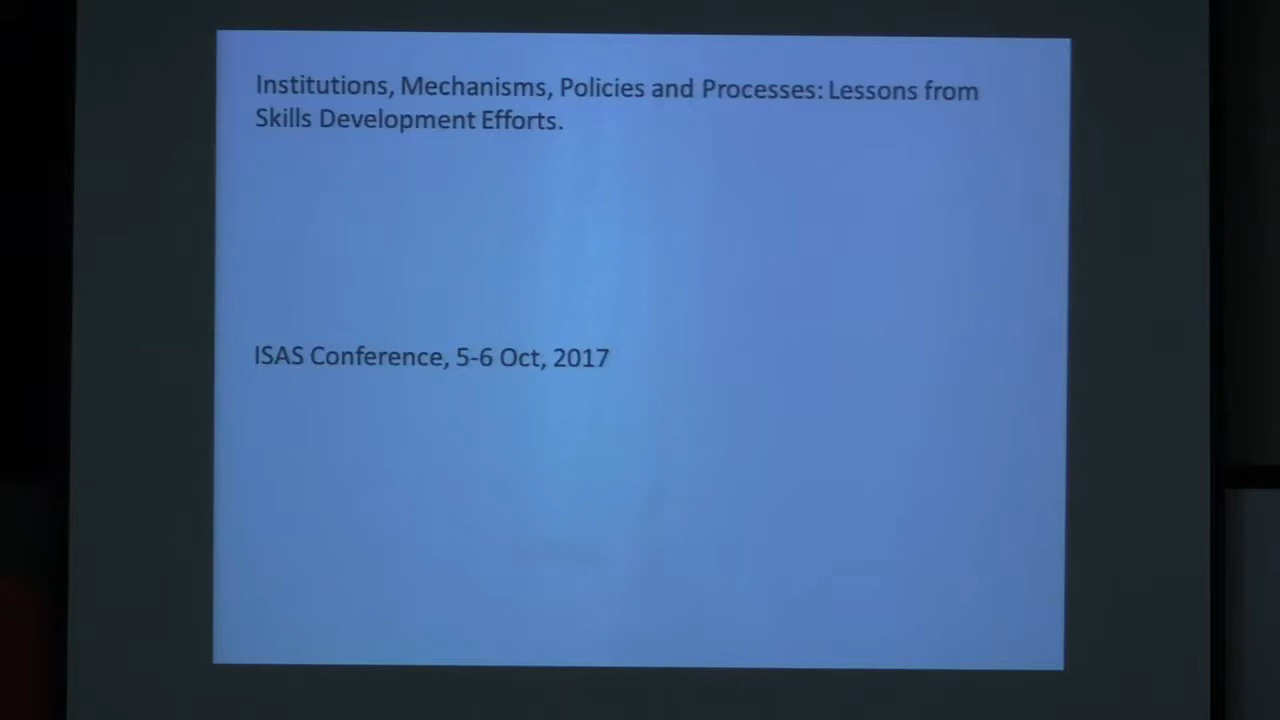 Institutions, Mechanisms, Policies and Processes: Lessons from
Skills Development Efforts.
ISAS Conference, 5-6 Oct, 2017